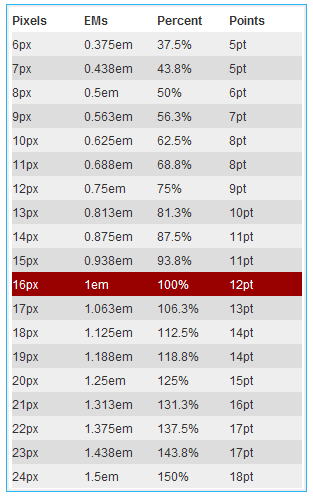 Pixels EMs Percent Points
6px 0.375em 37.5% 5pt
7px 0.438em 43.8% 5pt
8px 0.5em 50% 6pt
9px 0.563em 56.3% 7pt
10px 0.625em 62.5% 8pt
11px 0.688em 68.8% 8pt
12px 0.75em 75% 9pt
13px 0.813em 81.3% 10pt
14px 0.875em 87.5% 11pt
15px 0.938em 93.8% 11pt
16px 1em 100% 12pt
17px 1.063em 106.3% 13pt
18px 1.125em 112.5% 14pt
19px 1.188em 118.8% 14pt
20px 1.25em 125% 15pt
21px 1.313em 131.3% 16pt
22px 1.375em 137.5% 17pt
23px 1.438em 143.8% 17pt
24px 1.5em 150% 18pt